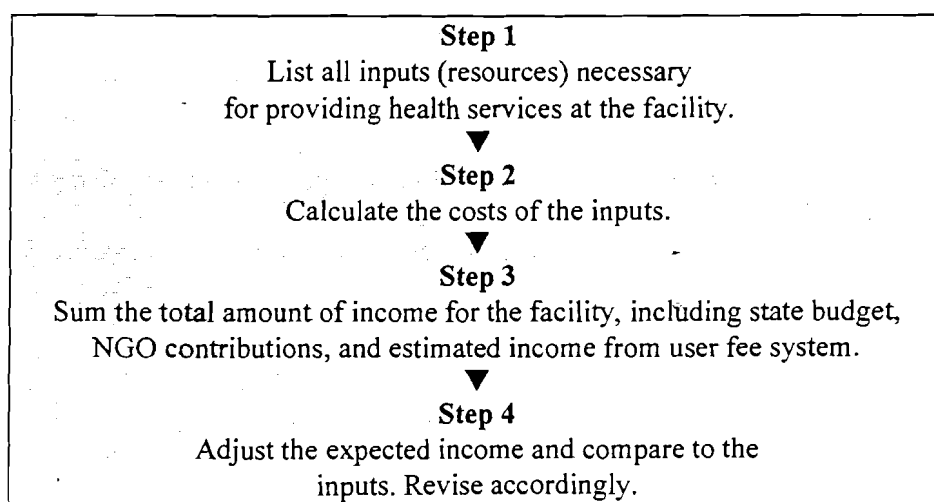 Step 1
List all inputs (resources) necessary
for providing health services at the facility.
Step 2
Calculate the costs of the inputs.
Step 3
Sum the total amount of income for the facility, including state budget,
NGO contributions, and estimated income from user fee system.
Step 4
Adjust the expected income and compare to the
inputs. Revise accordingly.